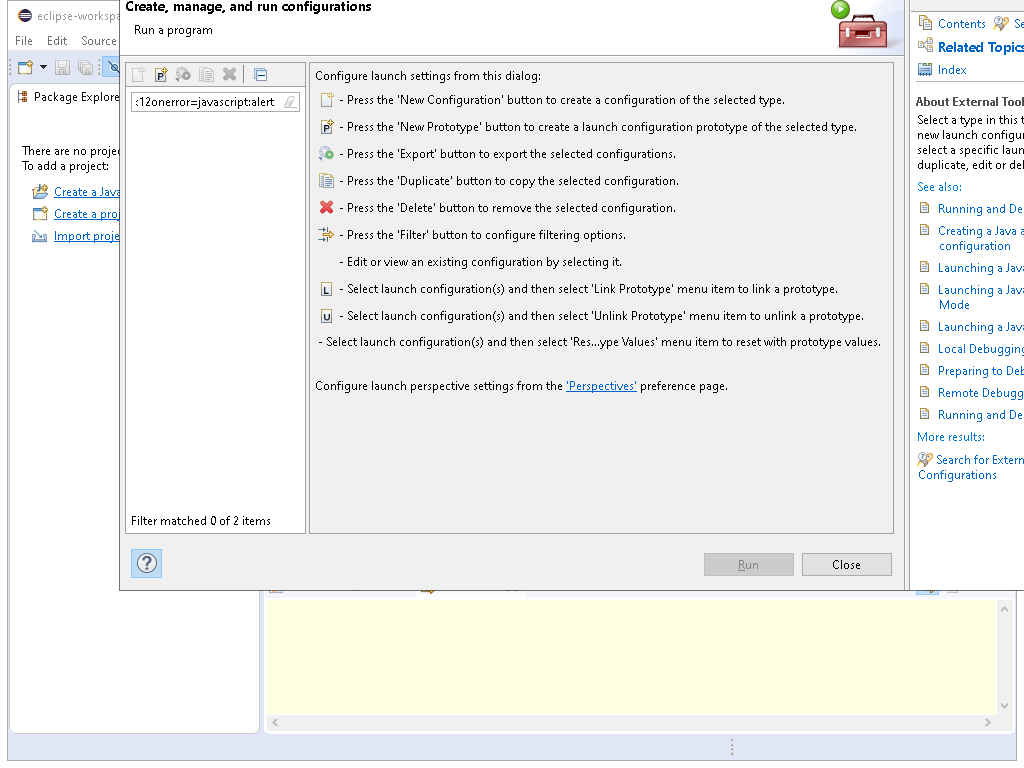 eclipse-workspa
File Edit Source
Package Explore
There are no proje
To add a project:
Create a Java
Create a proj
Import proje
Create, manage, and run configurations
Run a program
:12onerror=javascript:alert
Filter matched 0 of 2 items
Configure launch settings from this dialog:
- Press the 'New Configuration' button to create a configuration of the selected type.
P - Press the 'New Prototype' button to create a launch configuration prototype of the selected type.
- Press the 'Export' button to export the selected configurations.
- Press the 'Duplicate' button to copy the selected configuration.
- Press the 'Delete' button to remove the selected configuration.
- Press the 'Filter' button to configure filtering options.
- Edit or view an existing configuration by selecting it.
L - Select launch configuration(s) and then select 'Link Prototype' menu item to link a prototype.
U - Select launch configuration(s) and then select 'Unlink Prototype' menu item to unlink a prototype.
- Select launch configuration(s) and then select 'Res...ype Values' menu item to reset with prototype values.
Configure launch perspective settings from the 'Perspectives' preference page.
?
Run
Close
Contents Se
Related Topics
Index
About External Tool
Select a type in this t
new launch configu
select a specific laun
duplicate, edit or del
See also:
Running and De
Creating a Java a
configuration
Launching a Java
Launching a Java
Mode
Launching a Java
Local Debugging
Preparing to Deb
Remote Debugg
Running and De
More results:
Search for Extern
Configurations